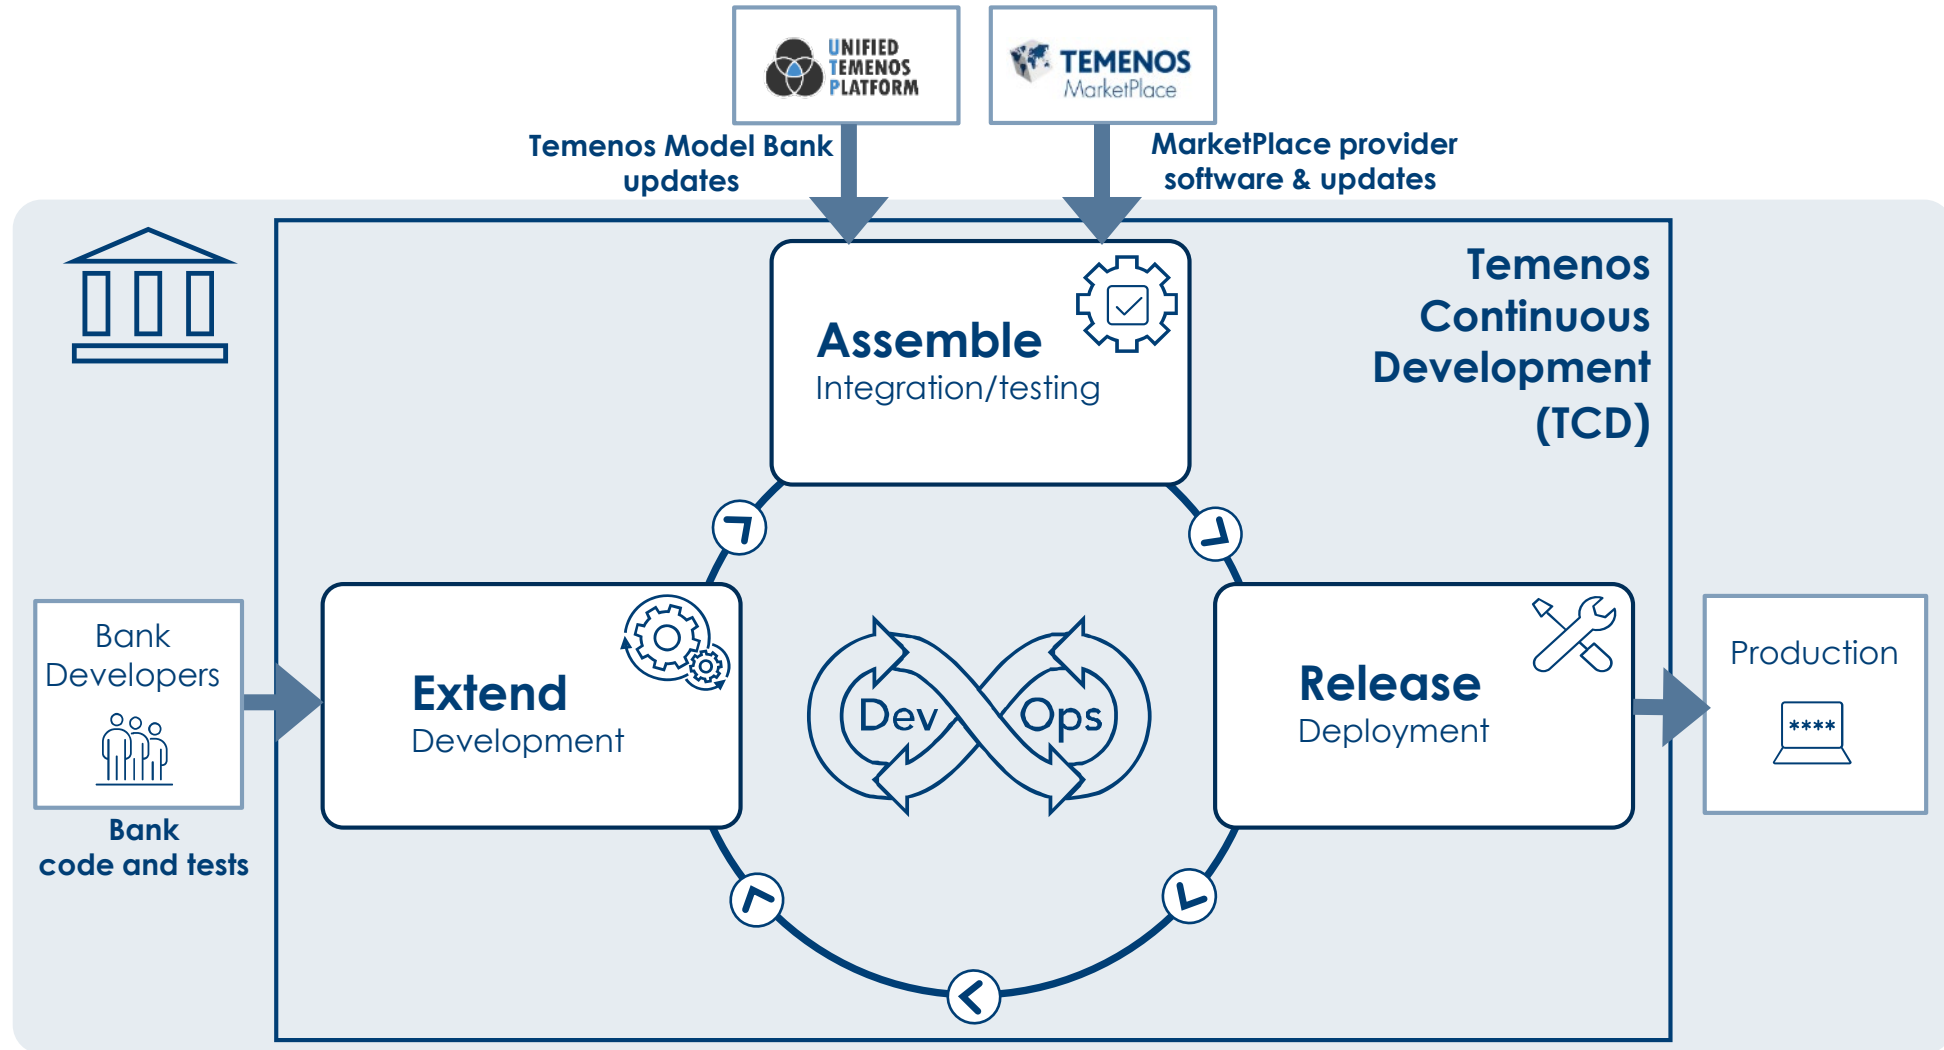 UNIFIED
TEMENOS
PLATFORM
TEMENOS
MarketPlace
Temenos Model Bank
updates
MarketPlace provider
software & updates
Temenos
Continuous
Development
(TCD)
Assemble
Integration/testing
Bank
Developers
Bank
code and tests
Extend
Development
Dev
Ops
Release
Deployment
Production
****